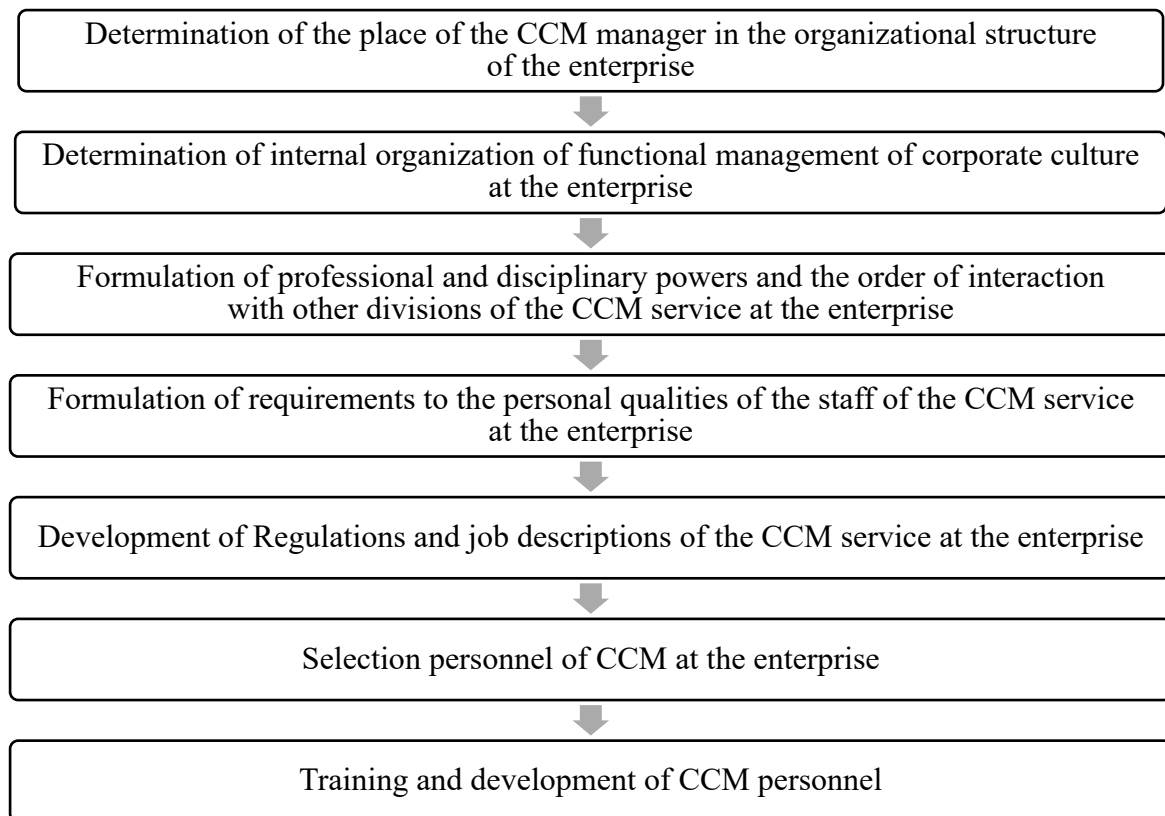 Determination of the place of the CCM manager in the organizational structure
of the enterprise
Determination of internal organization of functional management of corporate culture
at the enterprise
Formulation of professional and disciplinary powers and the order of interaction
with other divisions of the CCM service at the enterprise
Formulation of requirements to the personal qualities of the staff of the CCM service
at the enterprise
Development of Regulations and job descriptions of the CCM service at the enterprise
Selection personnel of CCM at the enterprise
Training and development of CCM personnel